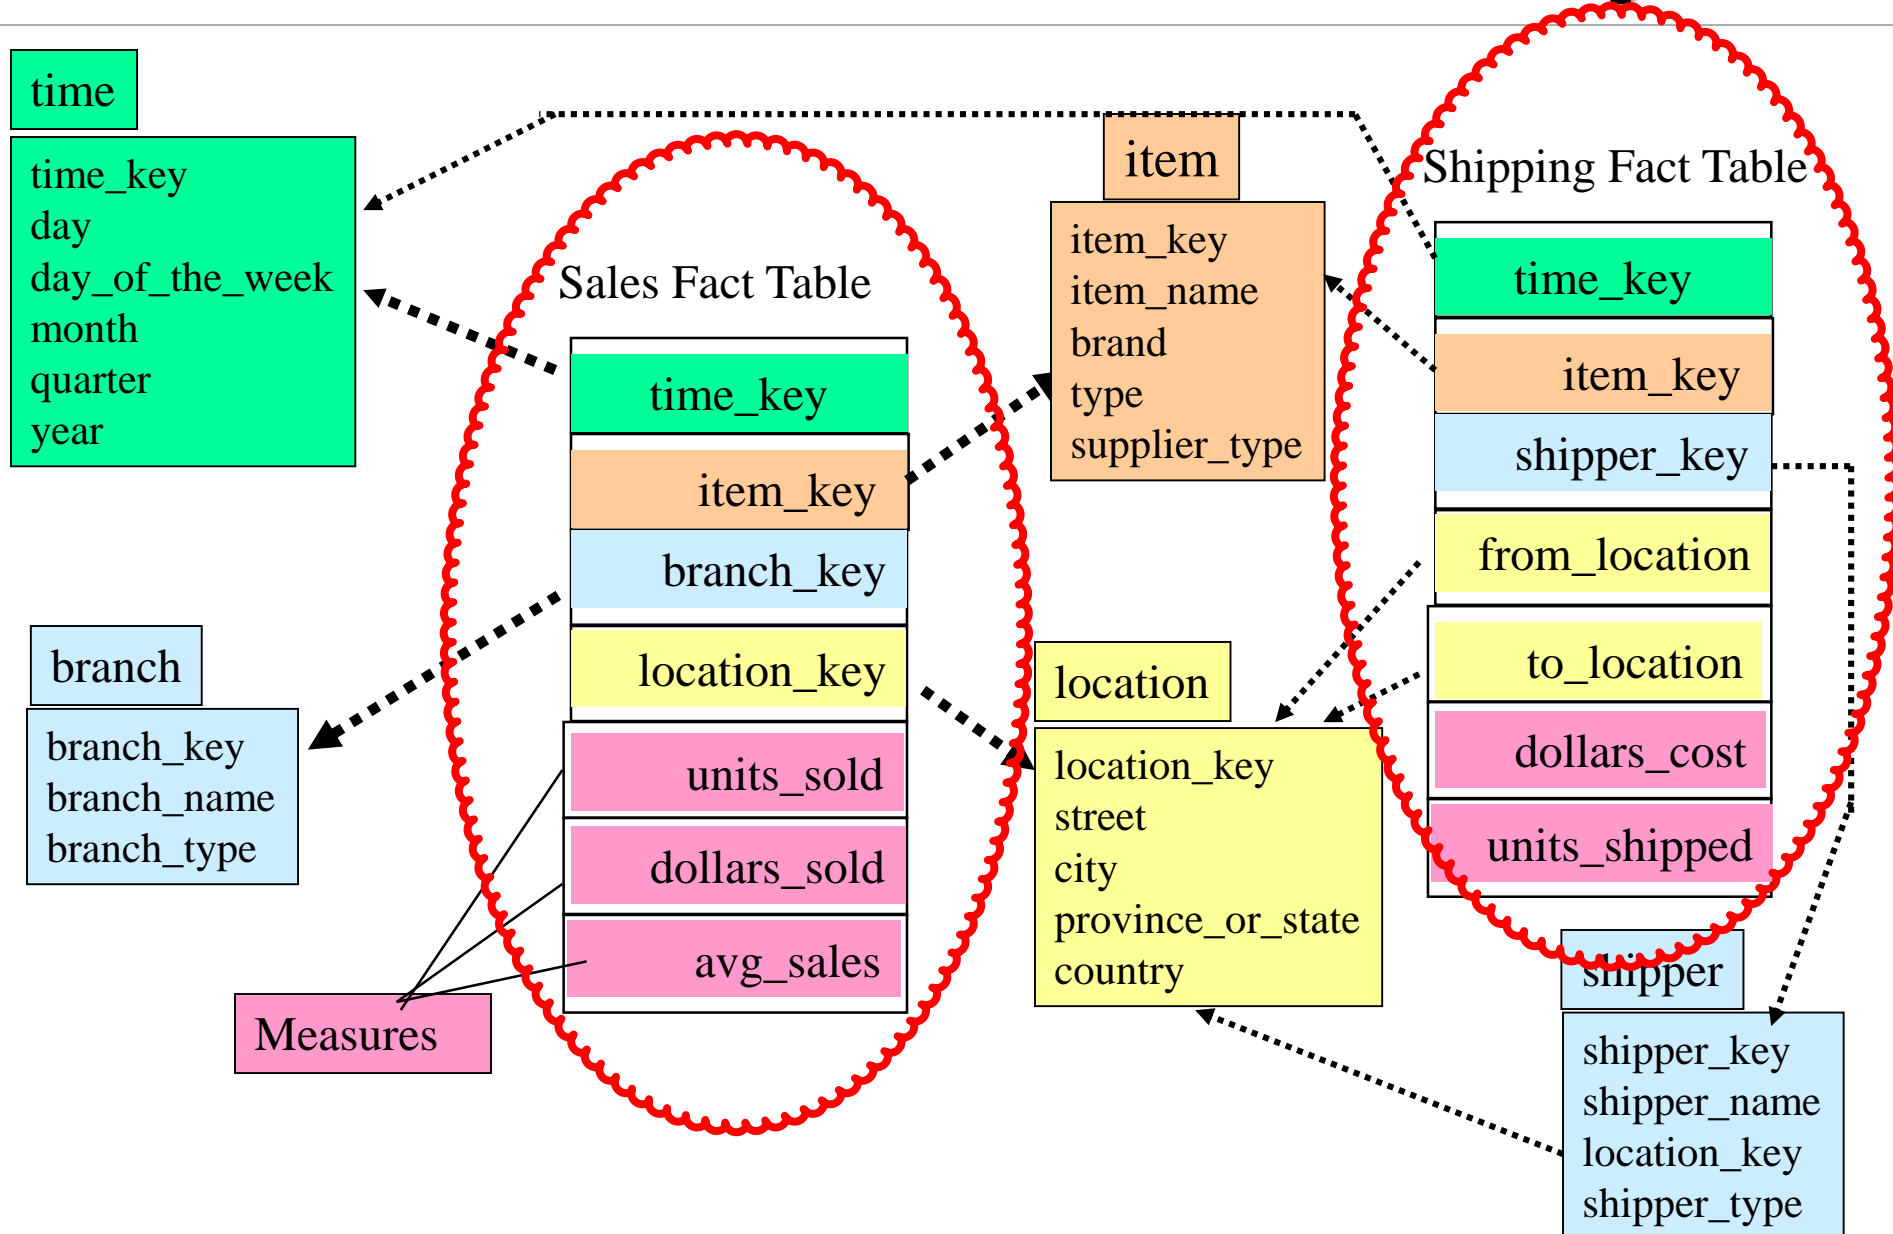 time
time_key
day
day_of_the_week
month
quarter
year
Sales Fact Table
time_key
item_key
branch_key
location_key
units_sold
dollars_sold
avg_sales
Measures
branch
branch_key
branch_name
branch_type
item
item_key
item_name
brand
type
supplier_type
location
location_key
street
city
province_or_state
country
Shipping Fact Table
time_key
item_key
shipper_key
from_location
to_location
dollars_cost
units_shipped
shipper
shipper_key
shipper_name
location_key
shipper_type